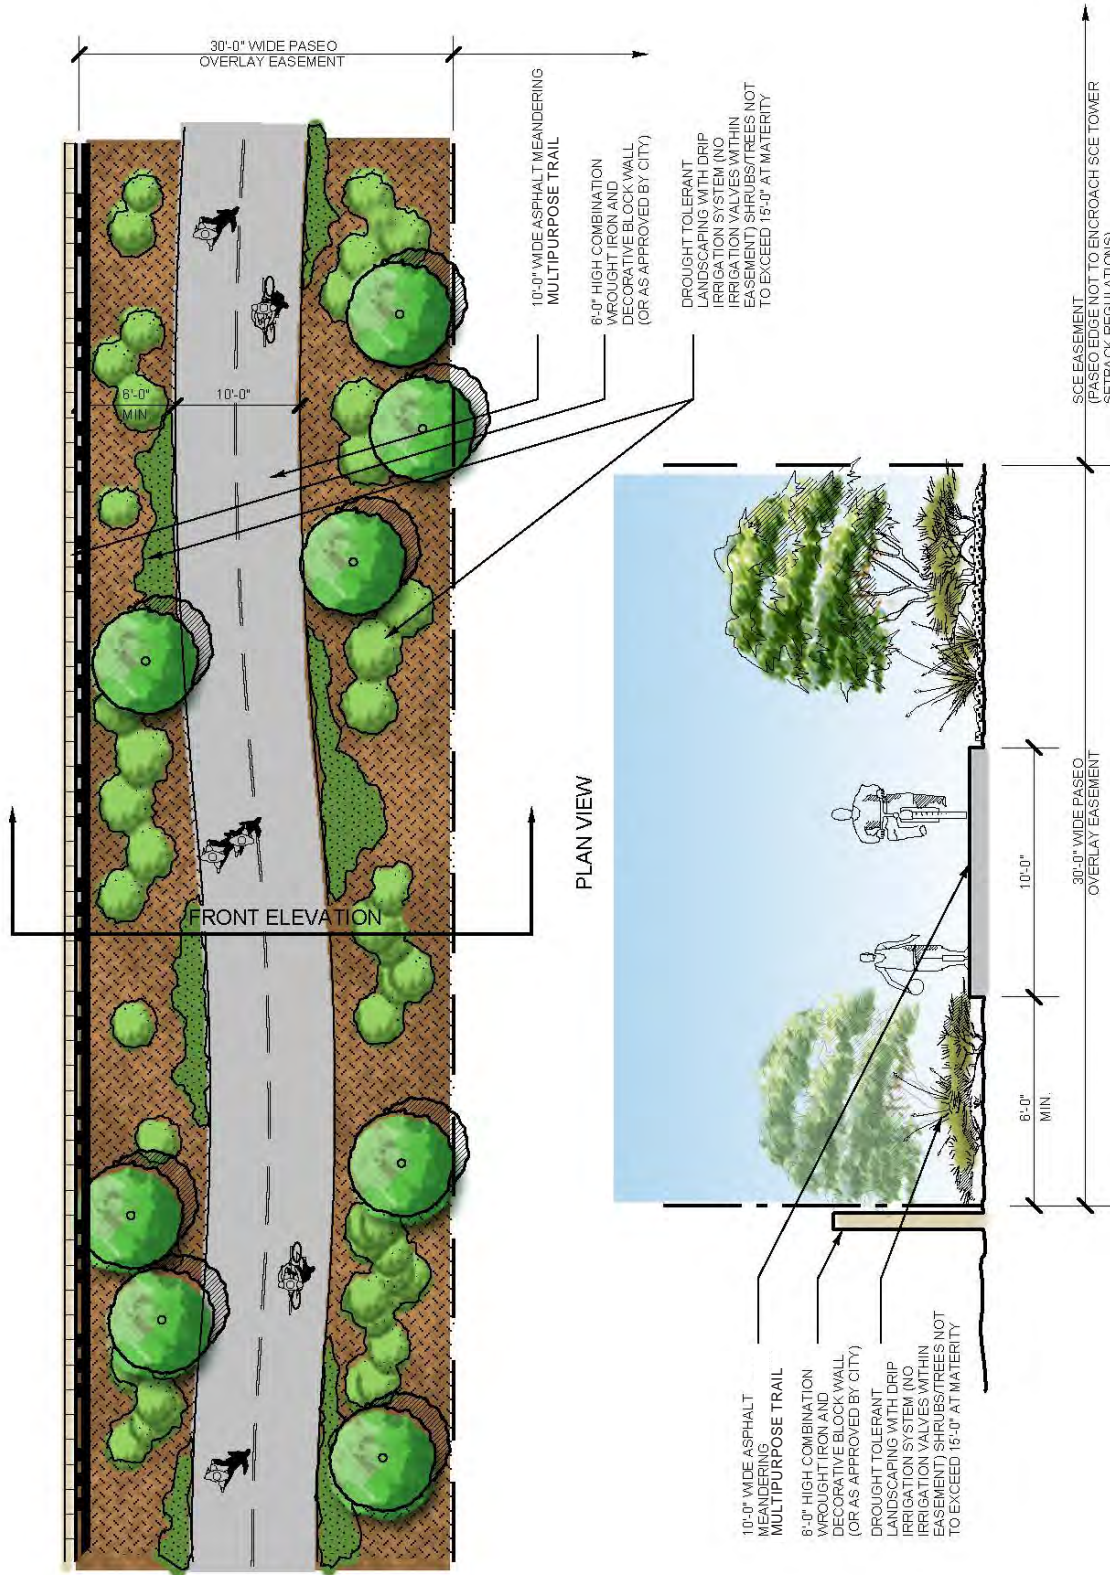 30'-0" WIDE PASEO
OVERLAY EASEMENT
6'-0"
MIN.
10'-0"
10'-0" WIDE ASPHALT MEANDERING
MULTIPURPOSE TRAIL
6'-0" HIGH COMBINATION
WROUGHT IRON AND
DECORATIVE BLOCK WALL
(OR AS APPROVED BY CITY)
DROUGHT TOLERANT
LANDSCAPING WITH DRIP
IRRIGATION SYSTEM (NO
IRRIGATION VALVES WITHIN
EASEMENT) SHRUBS/TREES NOT
TO EXCEED 15'-0" AT MATERITY
FRONT ELEVATION
PLAN VIEW
10'-0" WIDE ASPHALT
MEANDERING
MULTIPURPOSE TRAIL
6'-0" HIGH COMBINATION
WROUGHT IRON AND
DECORATIVE BLOCK WALL
(OR AS APPROVED BY CITY)
DROUGHT TOLERANT
LANDSCAPING WITH DRIP
IRRIGATION SYSTEM (NO
IRRIGATION VALVES WITHIN
EASEMENT) SHRUBS/TREES NOT
TO EXCEED 15'-0" AT MATERITY
6'-0"
MIN.
10'-0"
30'-0" WIDE PASEO
OVERLAY EASEMENT
SCE EASEMENT
(PASEO EDGE NOT TO ENCROACH SCE TOWER
SETBACK REGULATIONS)